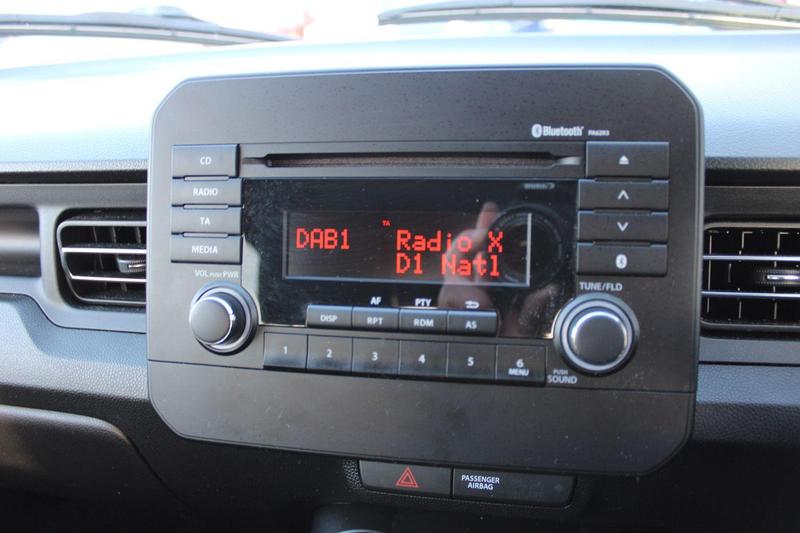 Bluetooth PA62R3
CD
RADIO
TA
MEDIA
TA
DAB1 Radio X
D1 Natl
VOL PUSH PWR
TUNE/FLD
AF PTY
DISP RPT RDM AS
1 2 3 4 5 6
MENU
PUSH
SOUND
PASSENGER
AIRBAG